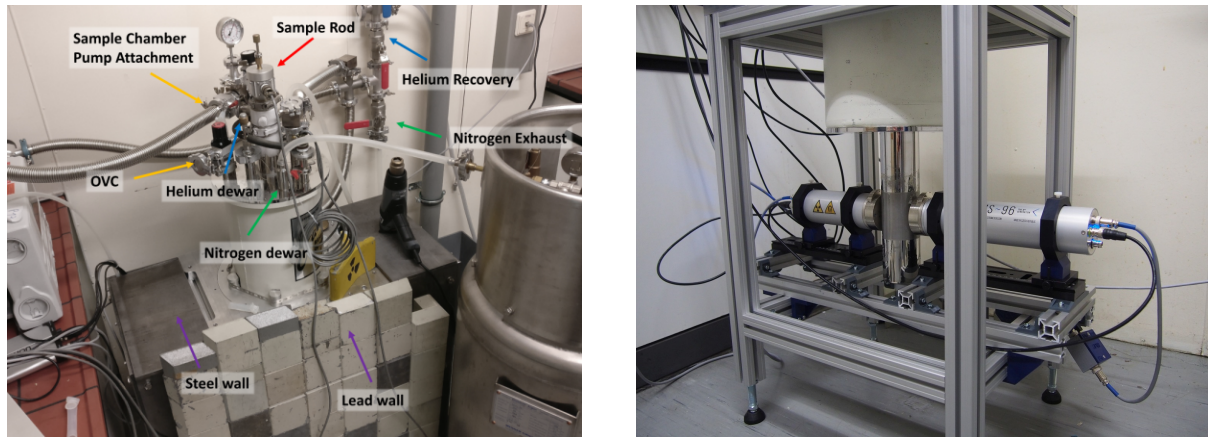 Sample Chamber
Pump Attachment
Sample Rod
Helium Recovery
Nitrogen Exhaust
OVC
Helium dewar
Nitrogen dewar
Steel wall
Lead wall
S-96